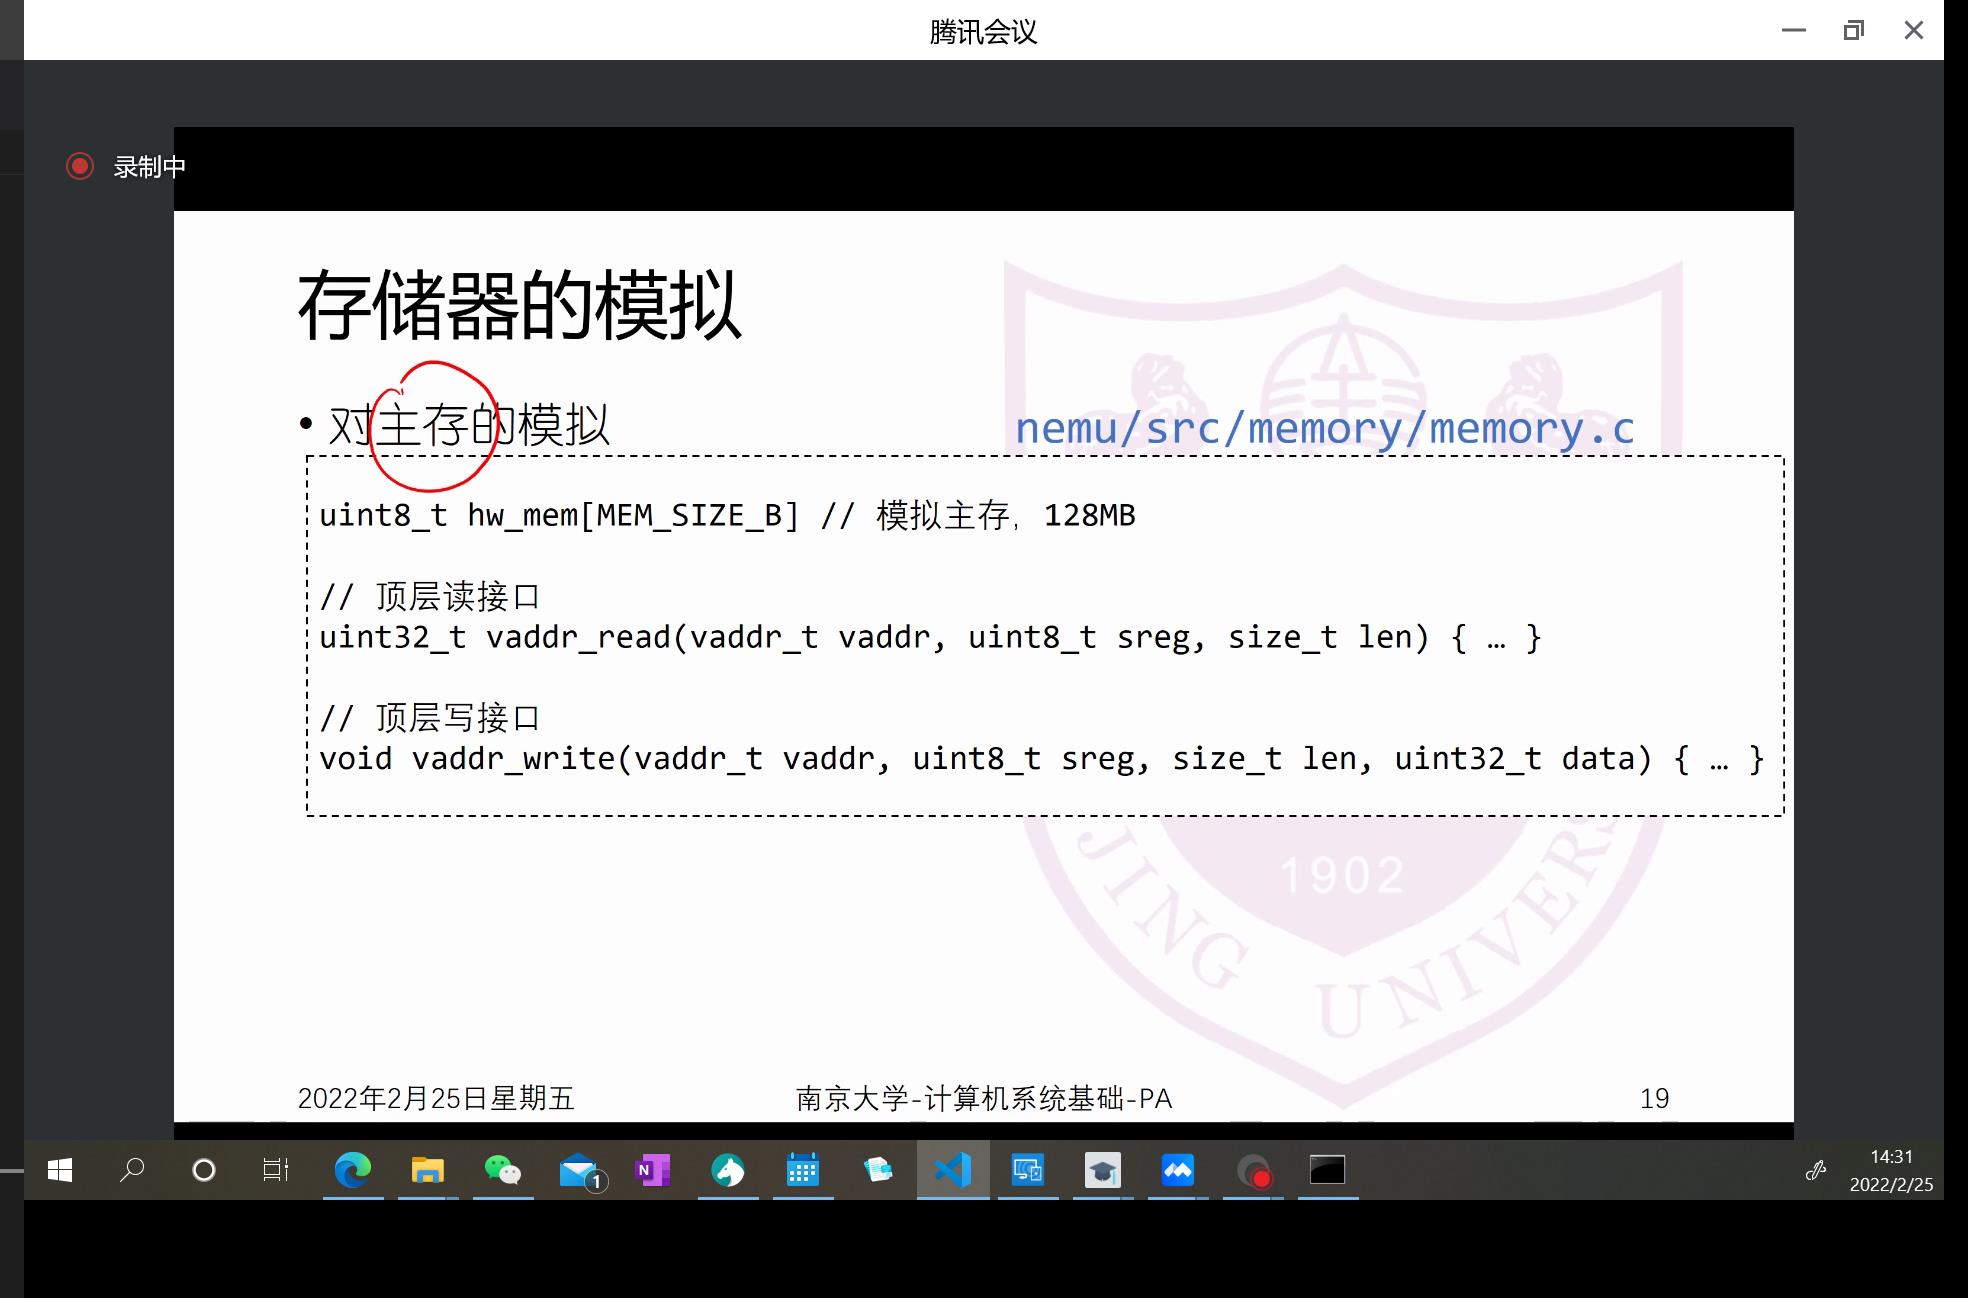 腾讯会议
录制中
存储器的模拟
• 对主存的模拟
nemu/src/memory/memory.c
uint8_t hw_mem[MEM_SIZE_B] // 模拟主存, 128MB
// 顶层读接口
uint32_t vaddr_read(vaddr_t vaddr, uint8_t sreg, size_t len) { … }
// 顶层写接口
void vaddr_write(vaddr_t vaddr, uint8_t sreg, size_t len, uint32_t data) { … }
1902
JING UNIVERS
2022年2月25日星期五
南京大学-计算机系统基础-PA
19
N
1
14:31
2022/2/25